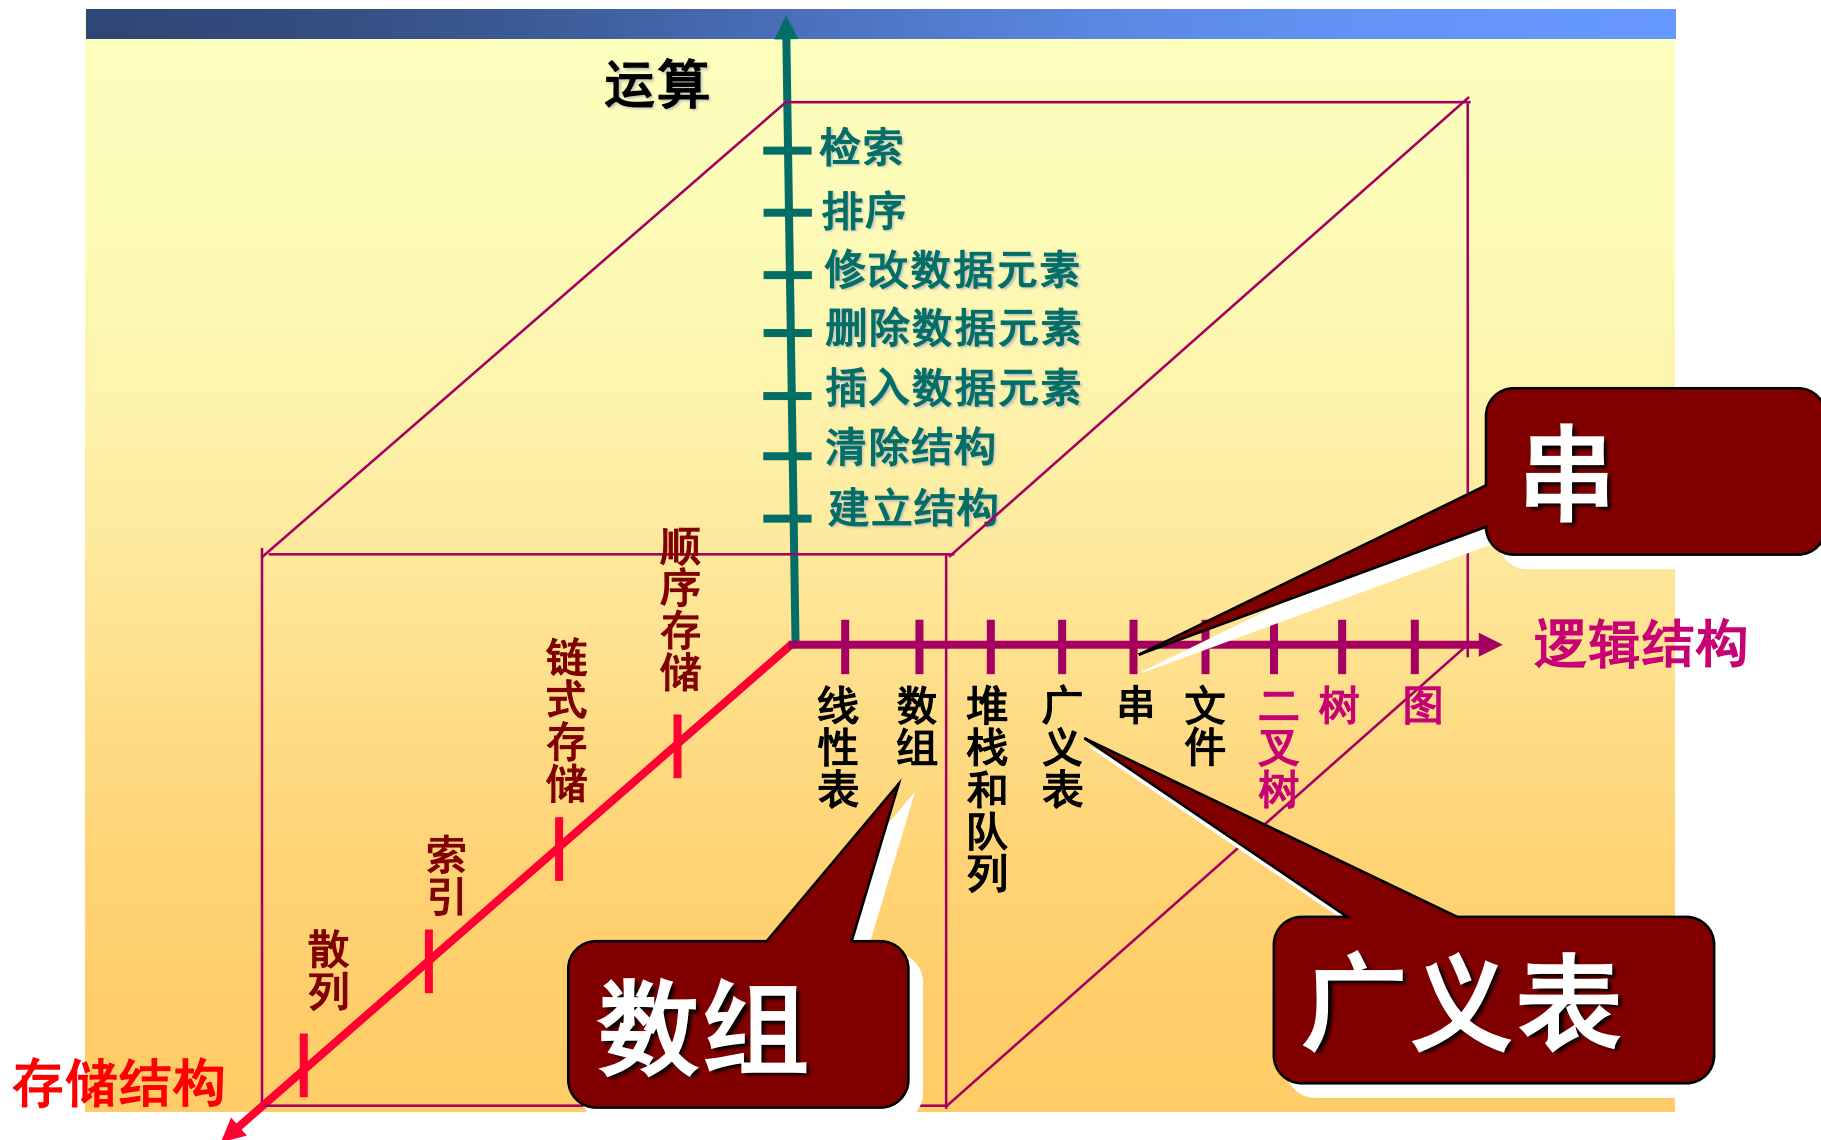 运算
检索
排序
修改数据元素
删除数据元素
插入数据元素
清除结构
建立结构
顺序存储
链式存储
索引
散列
存储结构
逻辑结构
线性表
数组
堆栈和队列
广义表
串
文件
二叉树
树
图
串
数组
广义表